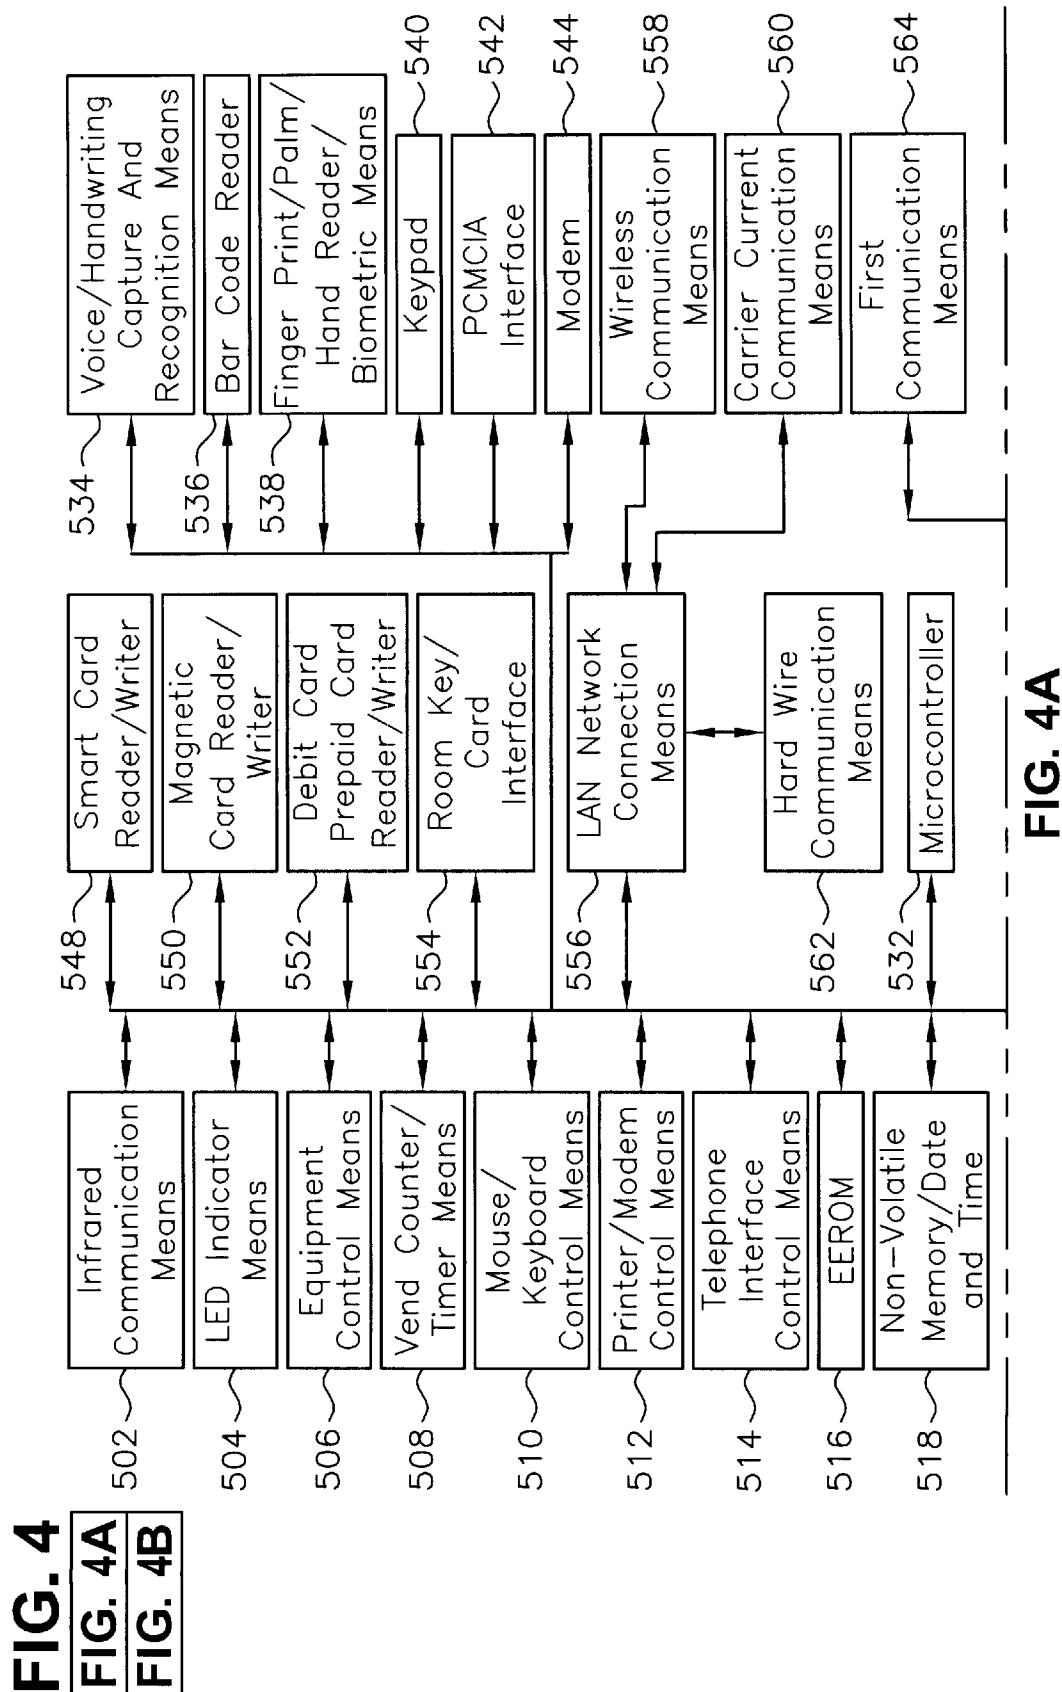 FIG. 4
FIG. 4A
FIG. 4B
502
Infrared
Communication
Means
504
LED Indicator
Means
506
Equipment
Control Means
508
Vend Counter/
Timer Means
510
Mouse/
Keyboard
Control Means
512
Printer/Modem
Control Means
514
Telephone
Interface
Control Means
516
EEROM
518
Non-Volatile
Memory/Date
and Time
548
Smart Card
Reader/Writer
550
Magnetic
Card Reader/
Writer
552
Debit Card
Prepaid Card
Reader/Writer
554
Room Key/
Card
Interface
556
LAN Network
Connection
Means
562
Hard Wire
Communication
Means
532
Microcontroller
534
Voice/Handwriting
Capture And
Recognition Means
536
Bar Code Reader
538
Finger Print/Palm/
Hand Reader/
Biometric Means
Keypad
540
PCMCIA
Interface
542
Modem
544
Wireless
Communication
Means
558
Carrier Current
Communication
Means
560
First
Communication
Means
564
FIG. 4A